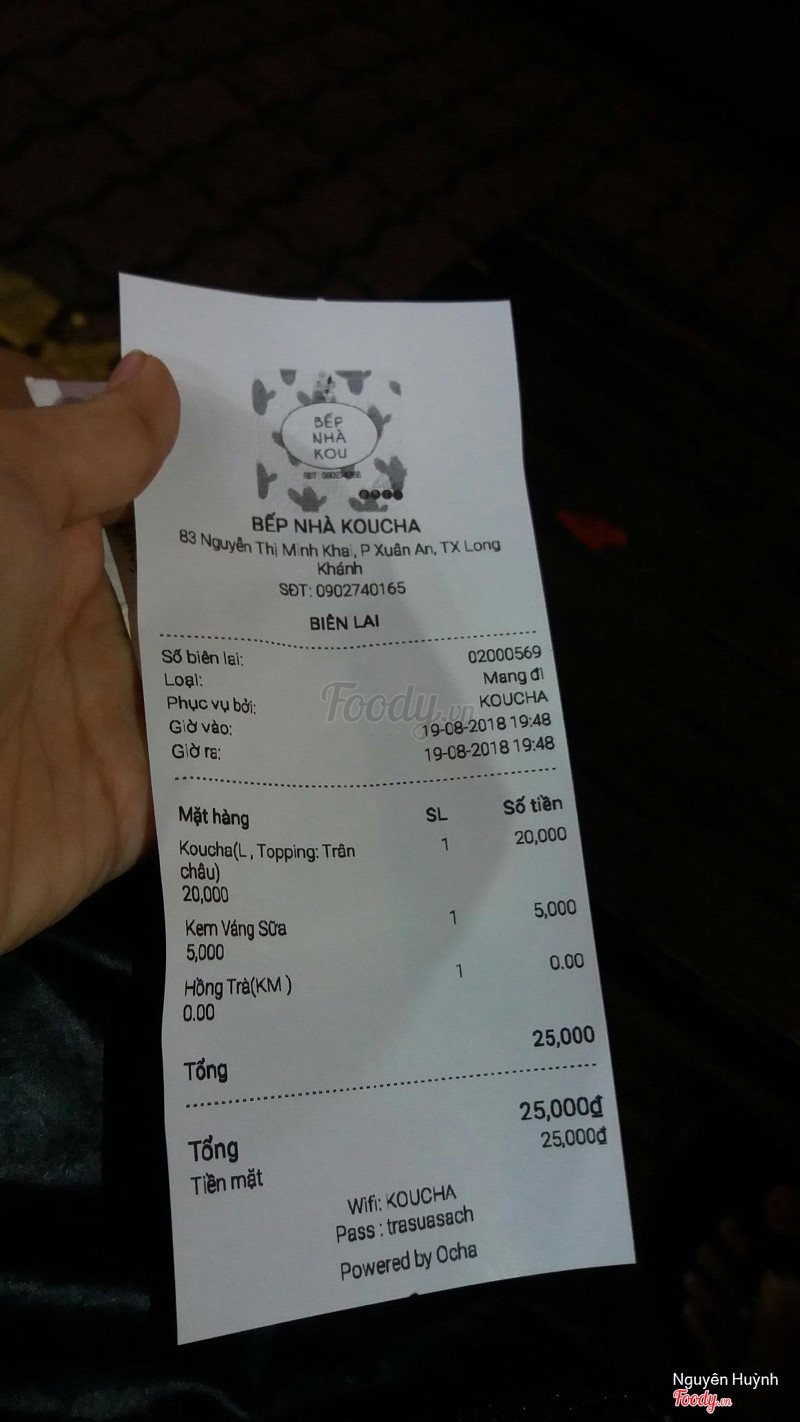 BẾP
NHÀ
KOU
BẾP NHÀ KOUCHA
83 Nguyễn Thị Minh Khai, P Xuân An, TX Long
Khánh
SĐT: 0902740165
BIÊN LAI
Số biên lai: 02000569
Loại: Mang đi
Phục vụ bởi: KOUCHA
Giờ vào: 19-08-2018 19:48
Giờ ra: 19-08-2018 19:48
Foody.vn
Mặt hàng SL Số tiền
Koucha(L , Topping: Trân 1 20,000
châu)
20,000
Kem Váng Sữa 1 5,000
5,000
Hồng Trà(KM ) 1 0.00
0.00
Tổng 25,000
Tổng 25,000₫
Tiền mặt 25,000₫
Wifi: KOUCHA
Pass : trasuasach
Powered by Ocha
Nguyên Huỳnh
Foody.vn